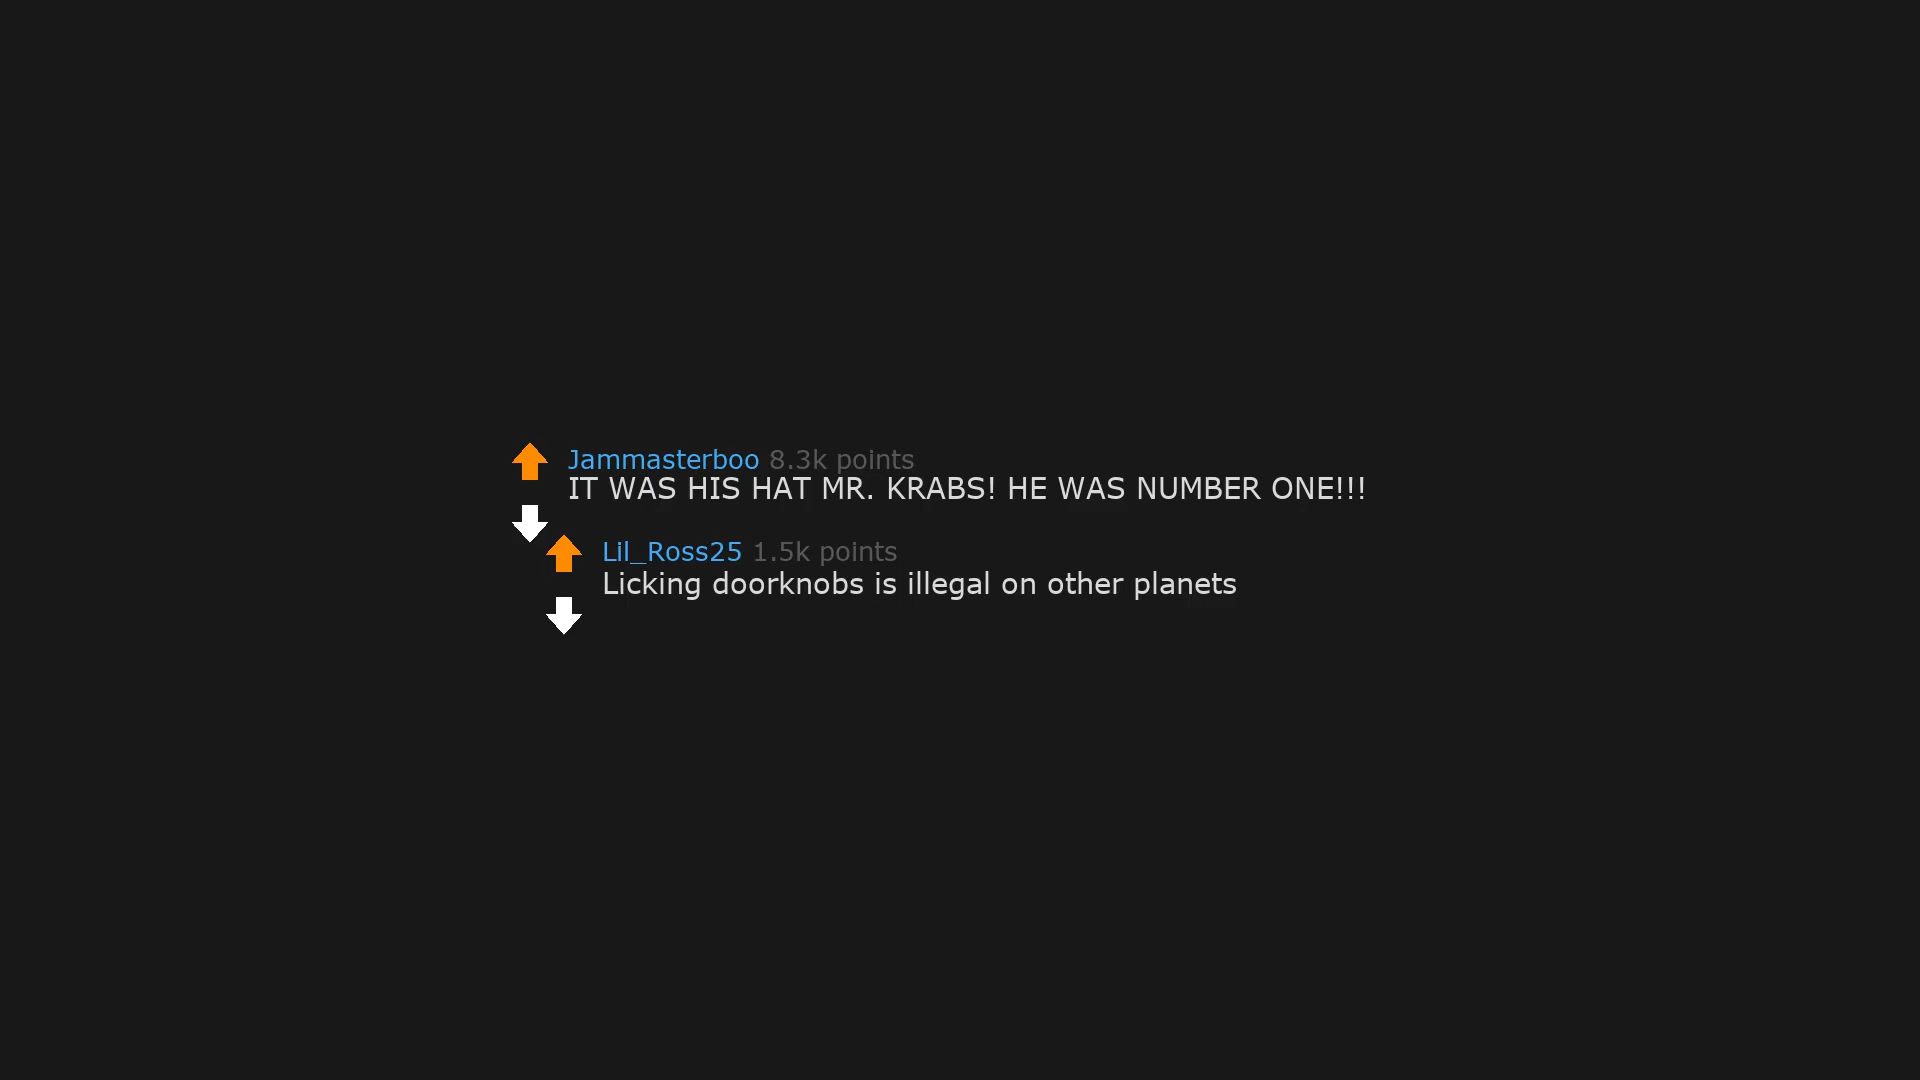 Jammasterboo 8.3k points
IT WAS HIS HAT MR. KRABS! HE WAS NUMBER ONE!!!
Lil_Ross25 1.5k points
Licking doorknobs is illegal on other planets